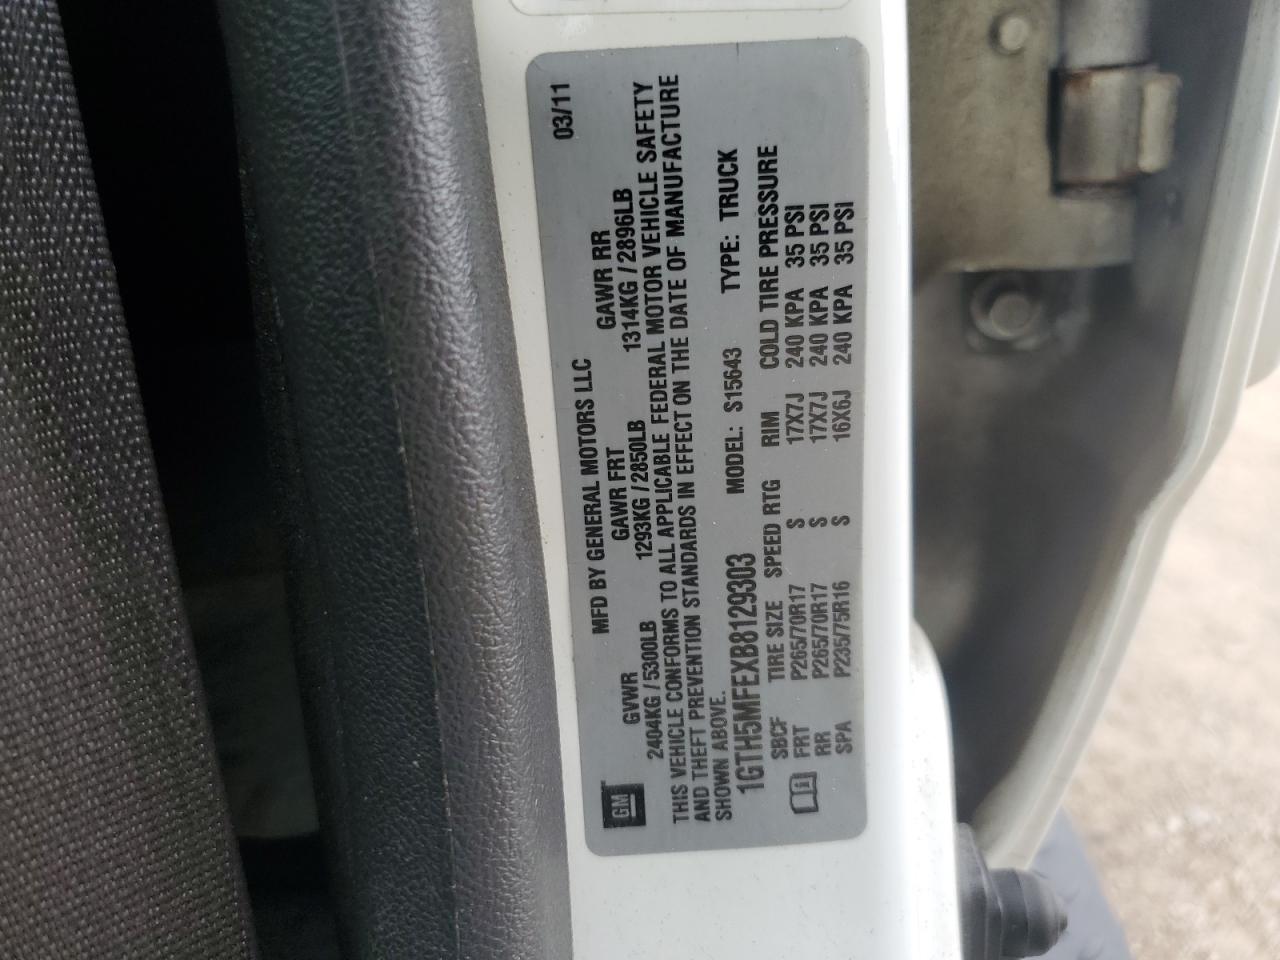 03/11
MFD BY GENERAL MOTORS LLC
GVWR GAWR FRT GAWR RR
2404KG / 5300LB 1293KG / 2850LB 1314KG / 2896LB
GM
THIS VEHICLE CONFORMS TO ALL APPLICABLE FEDERAL MOTOR VEHICLE SAFETY
AND THEFT PREVENTION STANDARDS IN EFFECT ON THE DATE OF MANUFACTURE
SHOWN ABOVE.
1GTH5MFEXB8129303 MODEL: S15643 TYPE: TRUCK
SBCF TIRE SIZE SPEED RTG RIM COLD TIRE PRESSURE
FRT P265/70R17 S 17X7J 240 KPA 35 PSI
RR P265/70R17 S 17X7J 240 KPA 35 PSI
SPA P235/75R16 S 16X6J 240 KPA 35 PSI